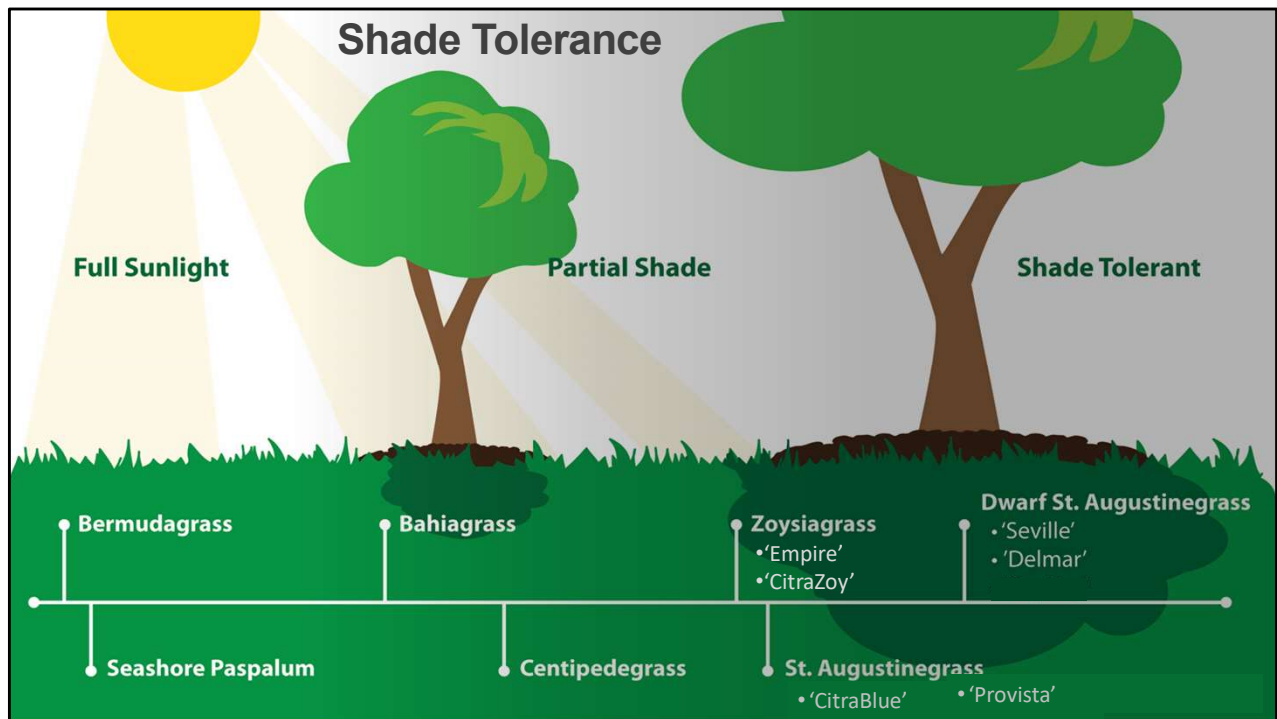 Shade Tolerance
Full Sunlight
Partial Shade
Shade Tolerant
Bermudagrass
Bahiagrass
Zoysiagrass
•‘Empire’
•‘CitraZoy’
Dwarf St. Augustinegrass
•‘Seville’
•‘Delmar’
Seashore Paspalum
Centipedegrass
St. Augustinegrass
•‘CitraBlue’
•‘Provista’